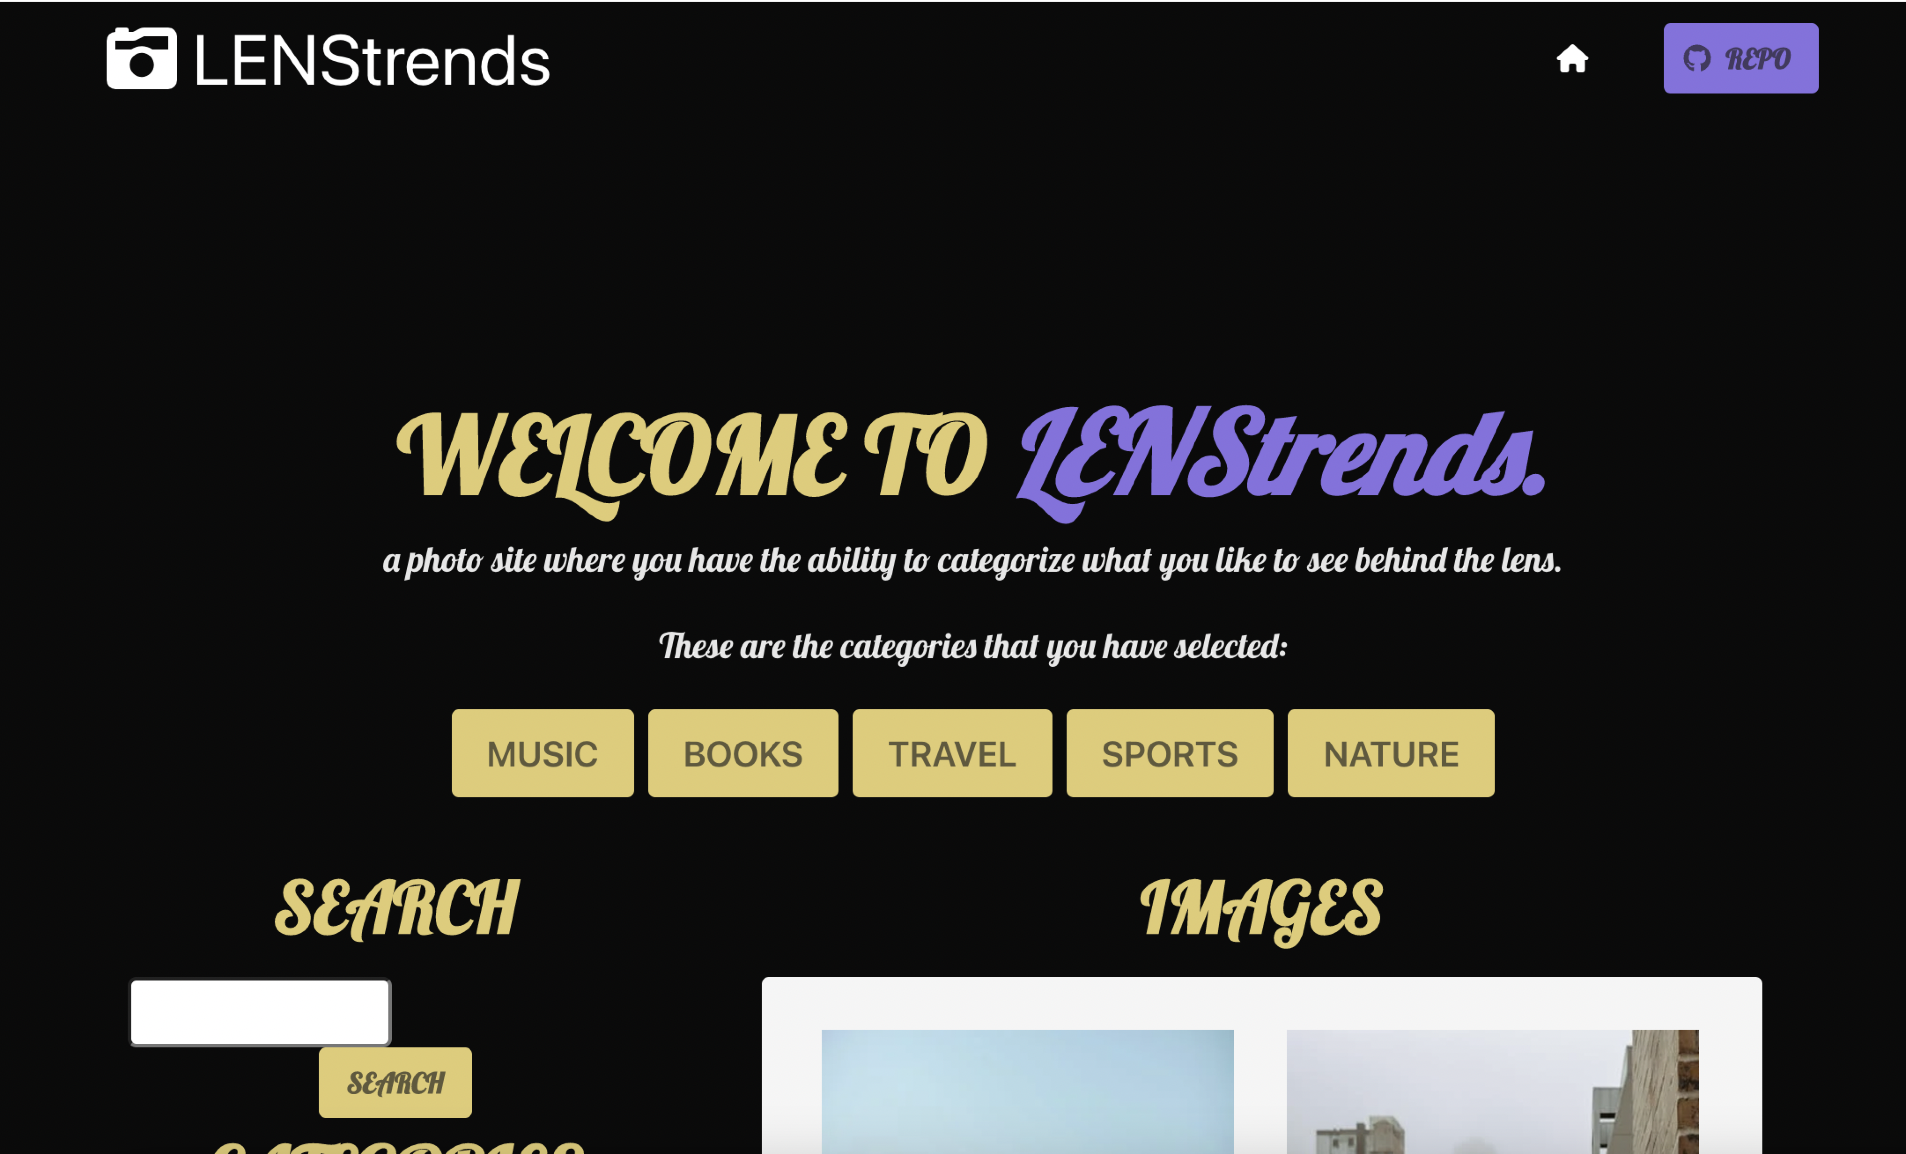 LENStrends
REPO
WELCOME TO LENStrends.
a photo site where you have the ability to categorize what you like to see behind the lens.
These are the categories that you have selected:
MUSIC BOOKS TRAVEL SPORTS NATURE
SEARCH
IMAGES
SEARCH
CATEGORIES